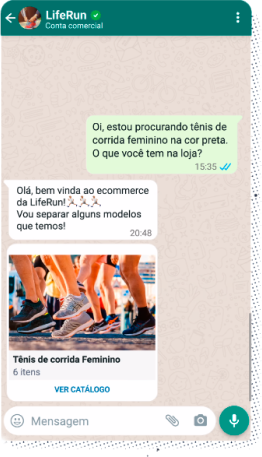 LifeRun
Conta comercial
Oi, estou procurando tênis de
corrida feminino na cor preta.
O que você tem na loja?
15:35
Olá, bem vinda ao ecommerce
da LifeRun!🏃🏻‍♀️🏃🏻‍♀️🏃🏻‍♀️
Vou separar alguns modelos
que temos!
20:48
Tênis de corrida Feminino
6 itens
VER CATÁLOGO
Mensagem